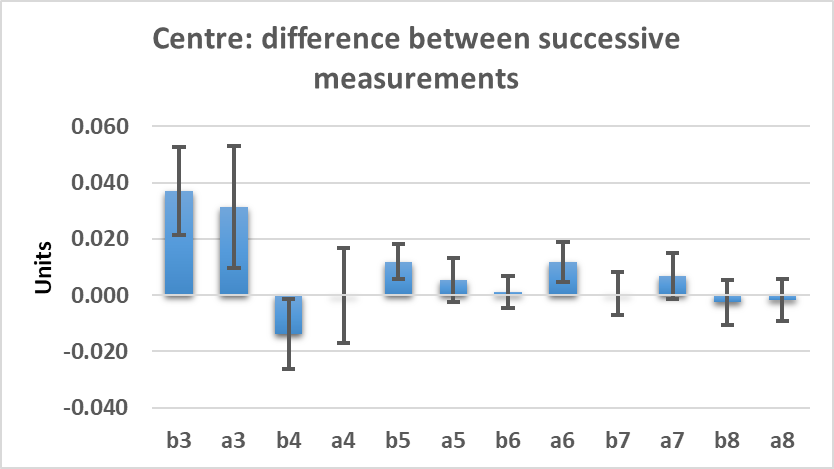 Centre: difference between successive
measurements
0.060
0.040
0.020
0.000
-0.020
-0.040
Units
b3 a3 b4 a4 b5 a5 b6 a6 b7 a7 b8 a8